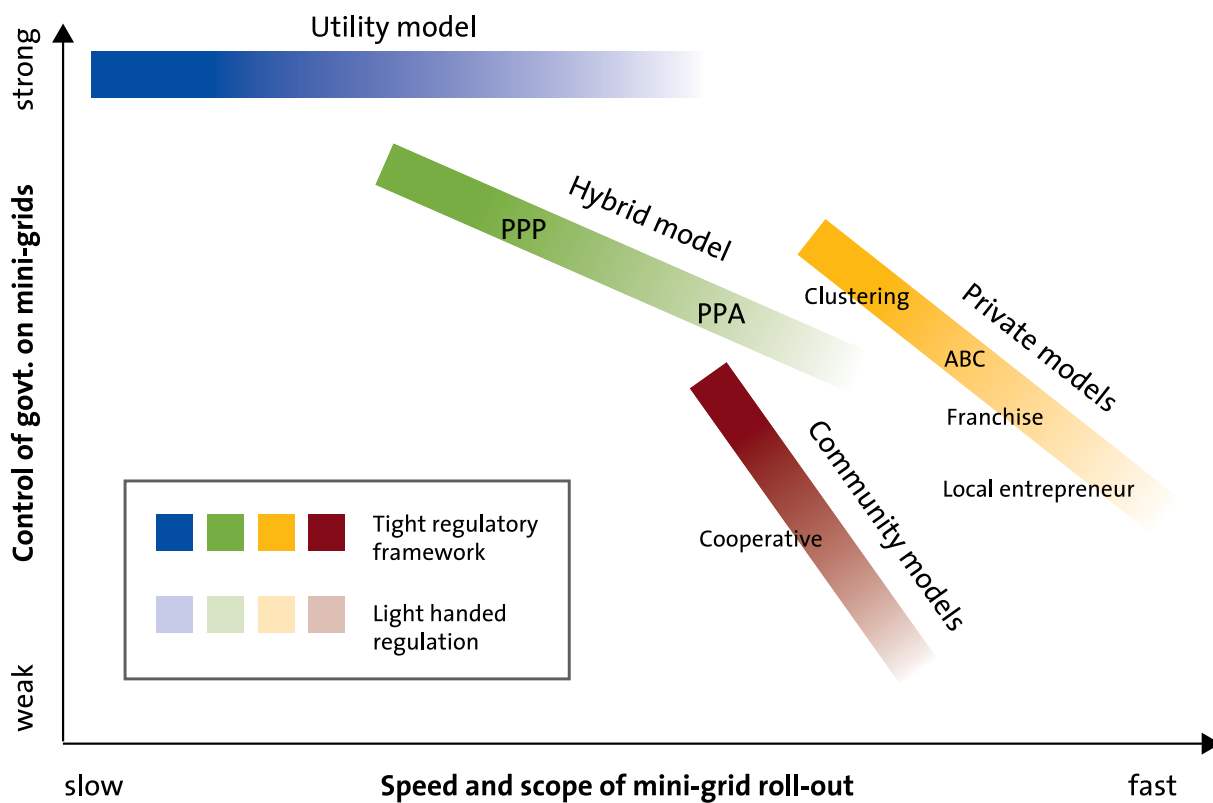 Utility model
strong
Control of govt. on mini-grids
weak
Hybrid model
PPP
PPA
Private models
Clustering
ABC
Franchise
Local entrepreneur
Community models
Cooperative
Tight regulatory
framework
Light handed
regulation
slow
Speed and scope of mini-grid roll-out
fast